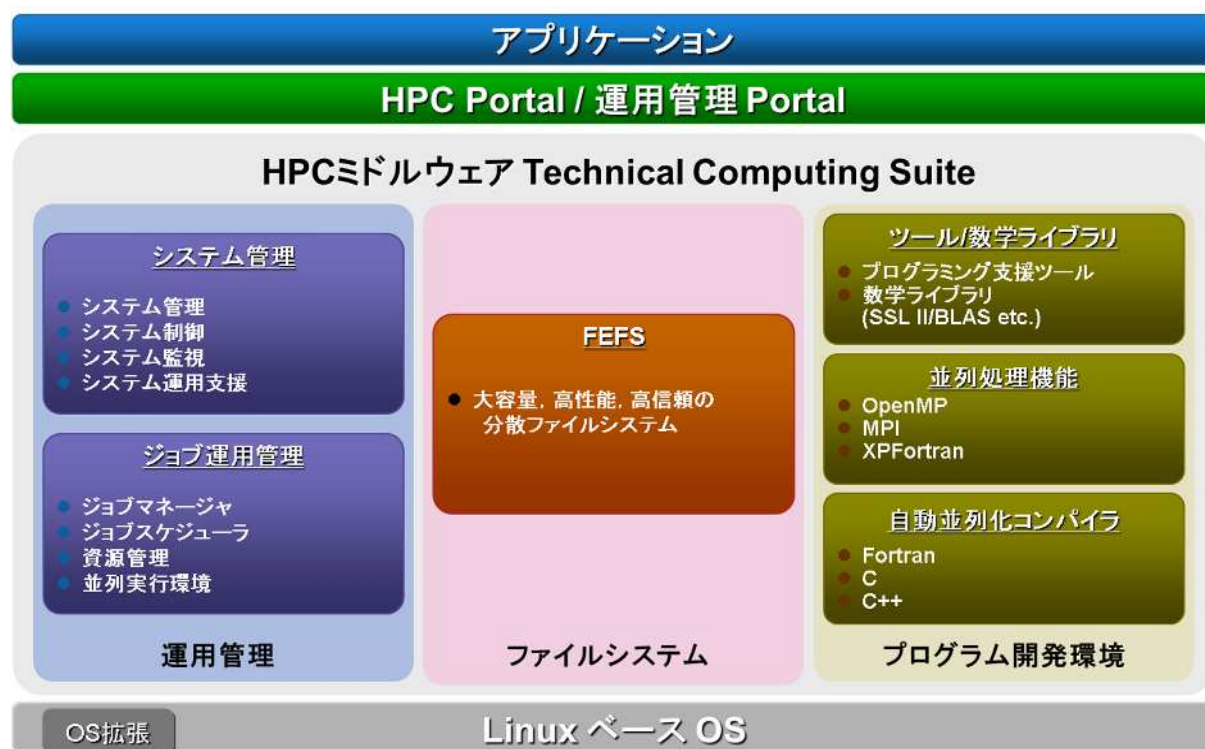 アプリケーション
HPC Portal / 運用管理 Portal
HPCミドルウェア Technical Computing Suite
システム管理
システム管理
システム制御
システム監視
システム運用支援
ジョブ運用管理
ジョブマネージャ
ジョブスケジューラ
資源管理
並列実行環境
運用管理
FEFS
大容量, 高性能, 高信頼の
分散ファイルシステム
ファイルシステム
ツール/数学ライブラリ
プログラミング支援ツール
数学ライブラリ
(SSL II/BLAS etc.)
並列処理機能
OpenMP
MPI
XPFortran
自動並列化コンパイラ
Fortran
C
C++
プログラム開発環境
OS拡張
Linux ベース OS